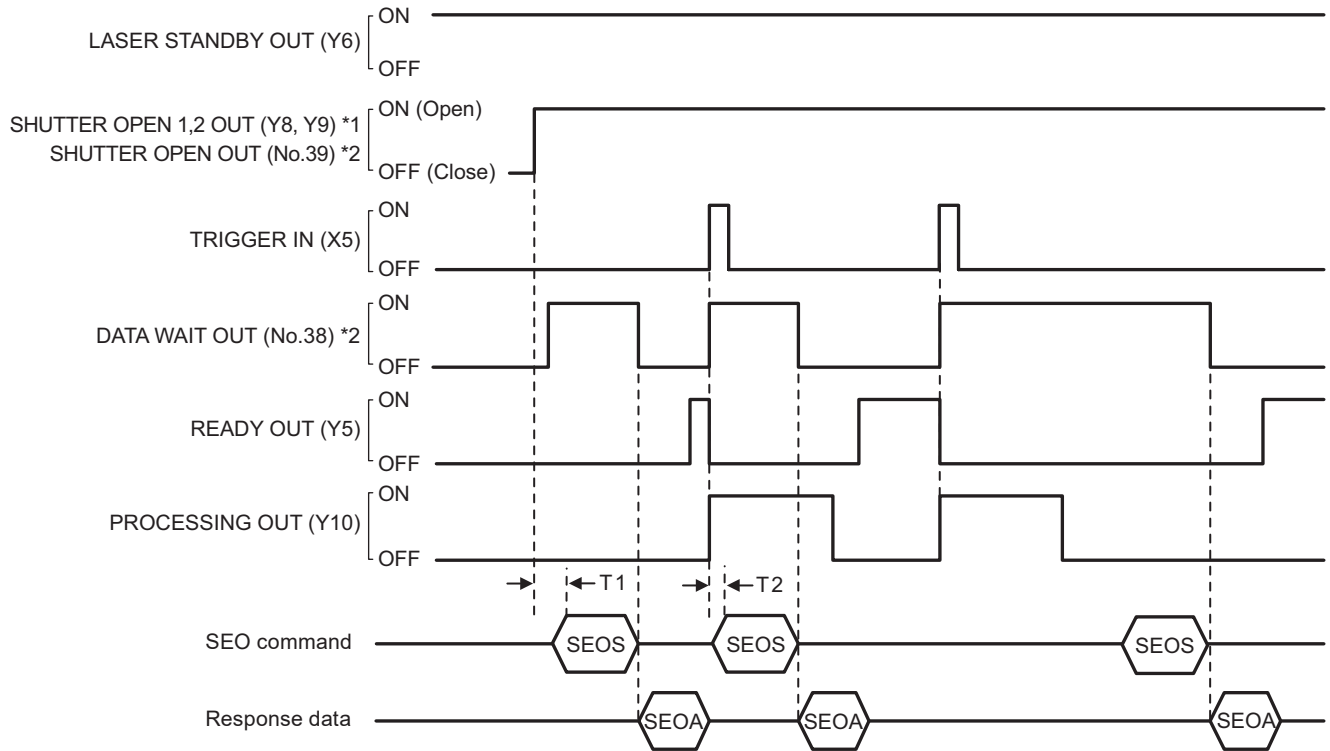 ON
LASER STANDBY OUT (Y6)
OFF
ON (Open)
SHUTTER OPEN 1,2 OUT (Y8, Y9) *1
SHUTTER OPEN OUT (No.39) *2
OFF (Close)
ON
TRIGGER IN (X5)
OFF
ON
DATA WAIT OUT (No.38) *2
OFF
ON
READY OUT (Y5)
OFF
ON
PROCESSING OUT (Y10)
OFF
T1 T2
SEO command SEOS SEOS SEOS
Response data SEOA SEOA SEOA